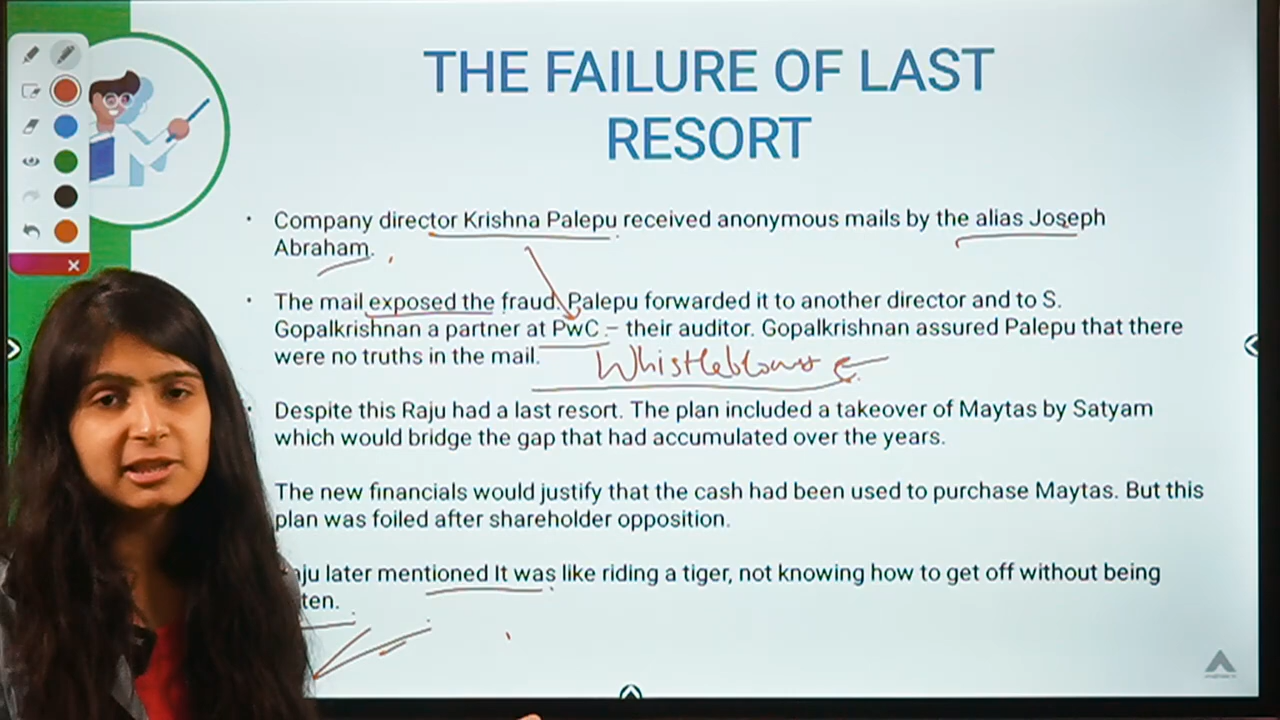 THE FAILURE OF LAST
RESORT
· Company director Krishna Palepu received anonymous mails by the alias Joseph
Abraham.
· The mail exposed the fraud. Palepu forwarded it to another director and to S.
Gopalkrishnan a partner at PwC – their auditor. Gopalkrishnan assured Palepu that there
were no truths in the mail.
Whistleblower
· Despite this Raju had a last resort. The plan included a takeover of Maytas by Satyam
which would bridge the gap that had accumulated over the years.
The new financials would justify that the cash had been used to purchase Maytas. But this
plan was foiled after shareholder opposition.
later mentioned It was like riding a tiger, not knowing how to get off without being